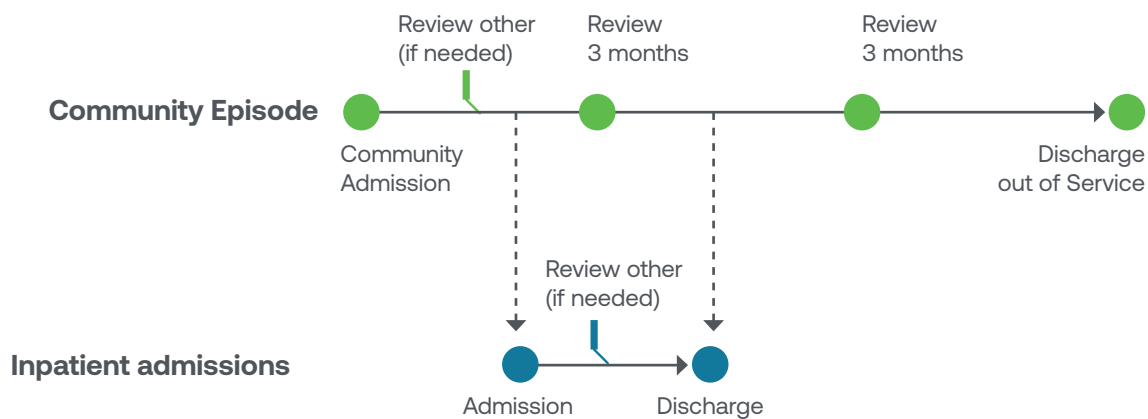 Review other
(if needed)
Review
3 months
Review
3 months
Community Episode
Community
Admission
Discharge
out of Service
Review other
(if needed)
Inpatient admissions
Admission
Discharge